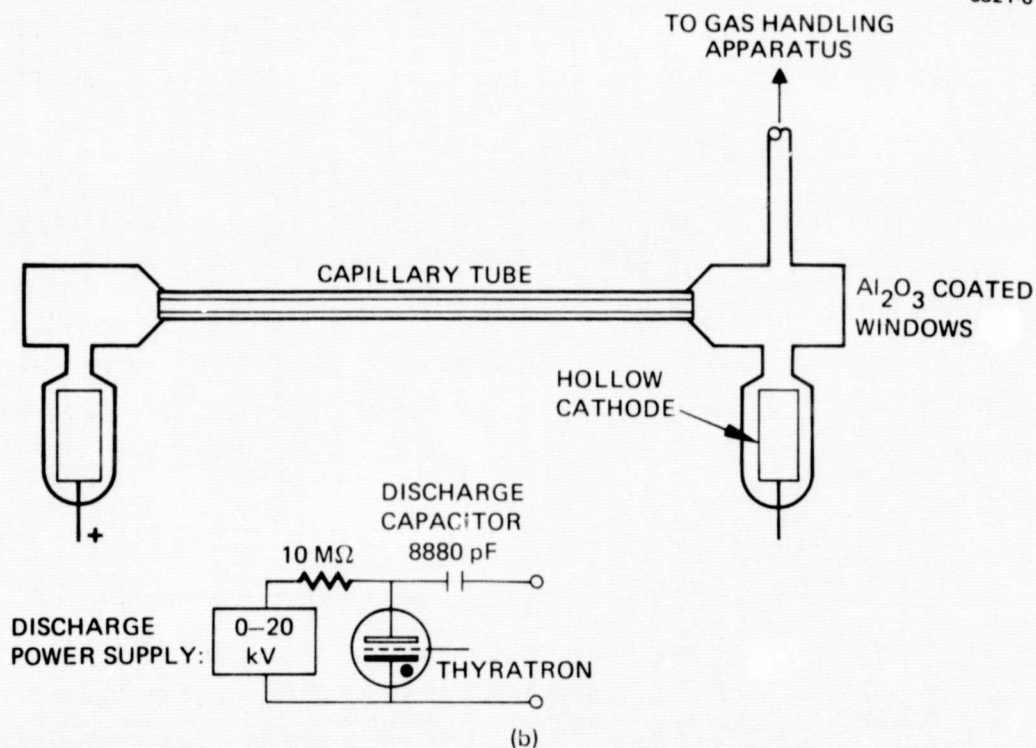 TO GAS HANDLING
APPARATUS
CAPILLARY TUBE
Al₂O₃ COATED
WINDOWS
HOLLOW
CATHODE
+
DISCHARGE
CAPACITOR
8880 pF
10 MΩ
DISCHARGE
POWER SUPPLY:
0–20
kV
THYRATRON
(b)